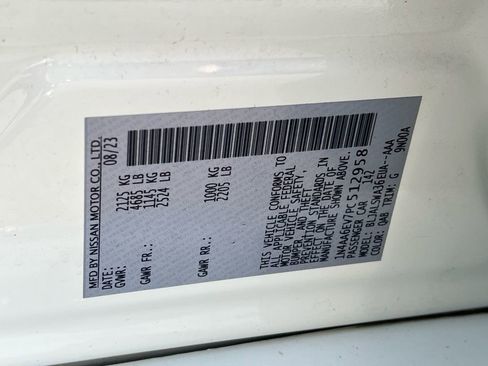 MFD BY NISSAN MOTOR CO., LTD.
08/23
GVWR: 2125 KG
4685 LB
GAWR FR.: 1145 KG
2524 LB
GAWR RR.: 1000 KG
2205 LB
THIS VEHICLE CONFORMS TO
ALL APPLICABLE FEDERAL
MOTOR VEHICLE SAFETY,
BUMPER, AND THEFT
PREVENTION STANDARDS IN
EFFECT ON THE DATE OF
MANUFACTURE SHOWN ABOVE.
1N4AA6EV7PC512958
PASSENGER CAR 142
MODEL: BLJALSWA36EUA--AAA
COLOR: QAB TRIM: G 9N00A